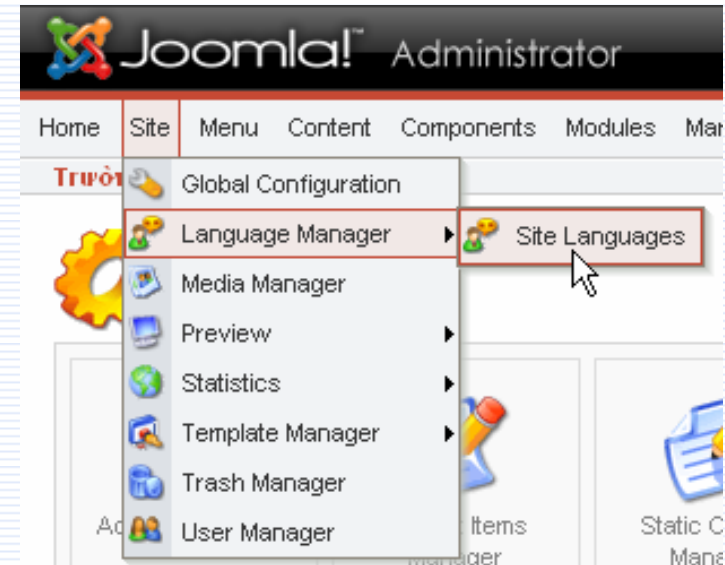 Joomla!™ Administrator
Home Site Menu Content Components Modules
Global Configuration
Language Manager
Site Languages
Media Manager
Preview
Statistics
Template Manager
Trash Manager
User Manager
Items
Static